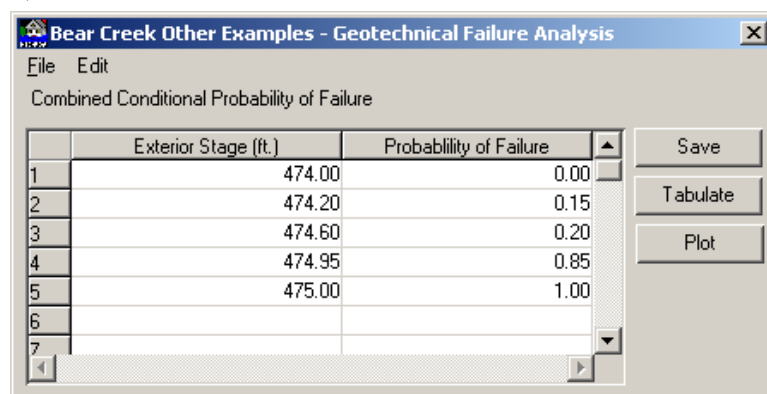 Bear Creek Other Examples - Geotechnical Failure Analysis
File Edit
Combined Conditional Probability of Failure
Exterior Stage (ft.) Probablility of Failure Save
1 474.00 0.00
2 474.20 0.15 Tabulate
3 474.60 0.20 Plot
4 474.95 0.85
5 475.00 1.00
6
7